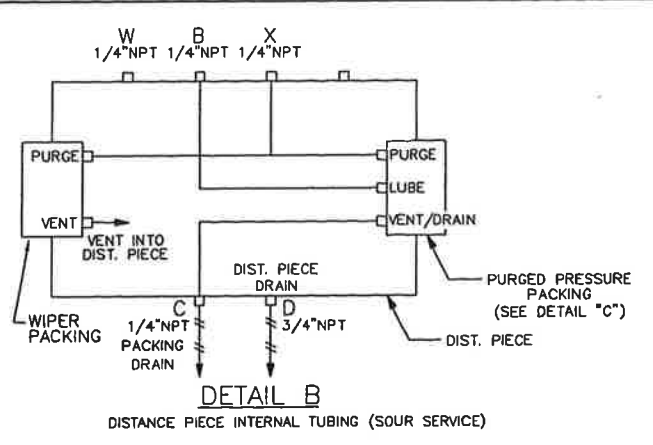 W B X
1/4"NPT 1/4"NPT 1/4"NPT
PURGE
PURGE
LUBE
VENT
VENT/DRAIN
VENT INTO
DIST. PIECE
DIST. PIECE
DRAIN
PURGED PRESSURE
PACKING
(SEE DETAIL "C")
WIPER
PACKING
C
1/4"NPT
PACKING
DRAIN
D
3/4"NPT
DIST. PIECE
DETAIL B
DISTANCE PIECE INTERNAL TUBING (SOUR SERVICE)